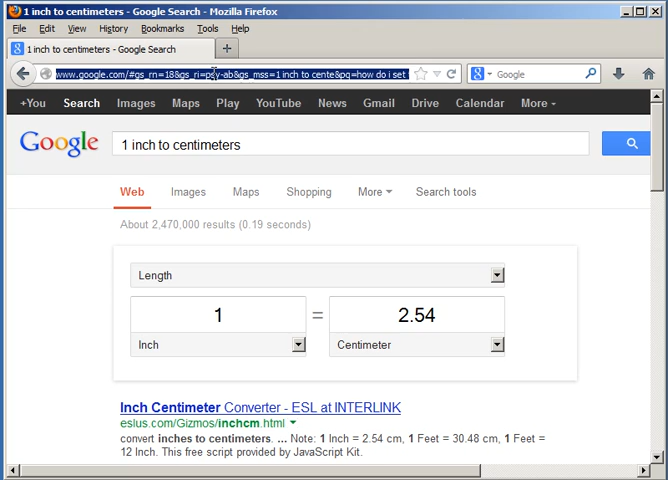 1 inch to centimeters - Google Search - Mozilla Firefox
File Edit View History Bookmarks Tools Help
1 inch to centimeters - Google Search
www.google.com/#gs_rn=18&gs_ri=psy-ab&gs_mss=1 inch to cente&pq=how do i set
Google
+You Search Images Maps Play YouTube News Gmail Drive Calendar More
Google
1 inch to centimeters
Web Images Maps Shopping More Search tools
About 2,470,000 results (0.19 seconds)
Length
1 = 2.54
Inch Centimeter
Inch Centimeter Converter - ESL at INTERLINK
eslus.com/Gizmos/inchcm.html
convert inches to centimeters. ... Note: 1 Inch = 2.54 cm, 1 Feet = 30.48 cm, 1 Feet =
12 Inch. This free script provided by JavaScript Kit.